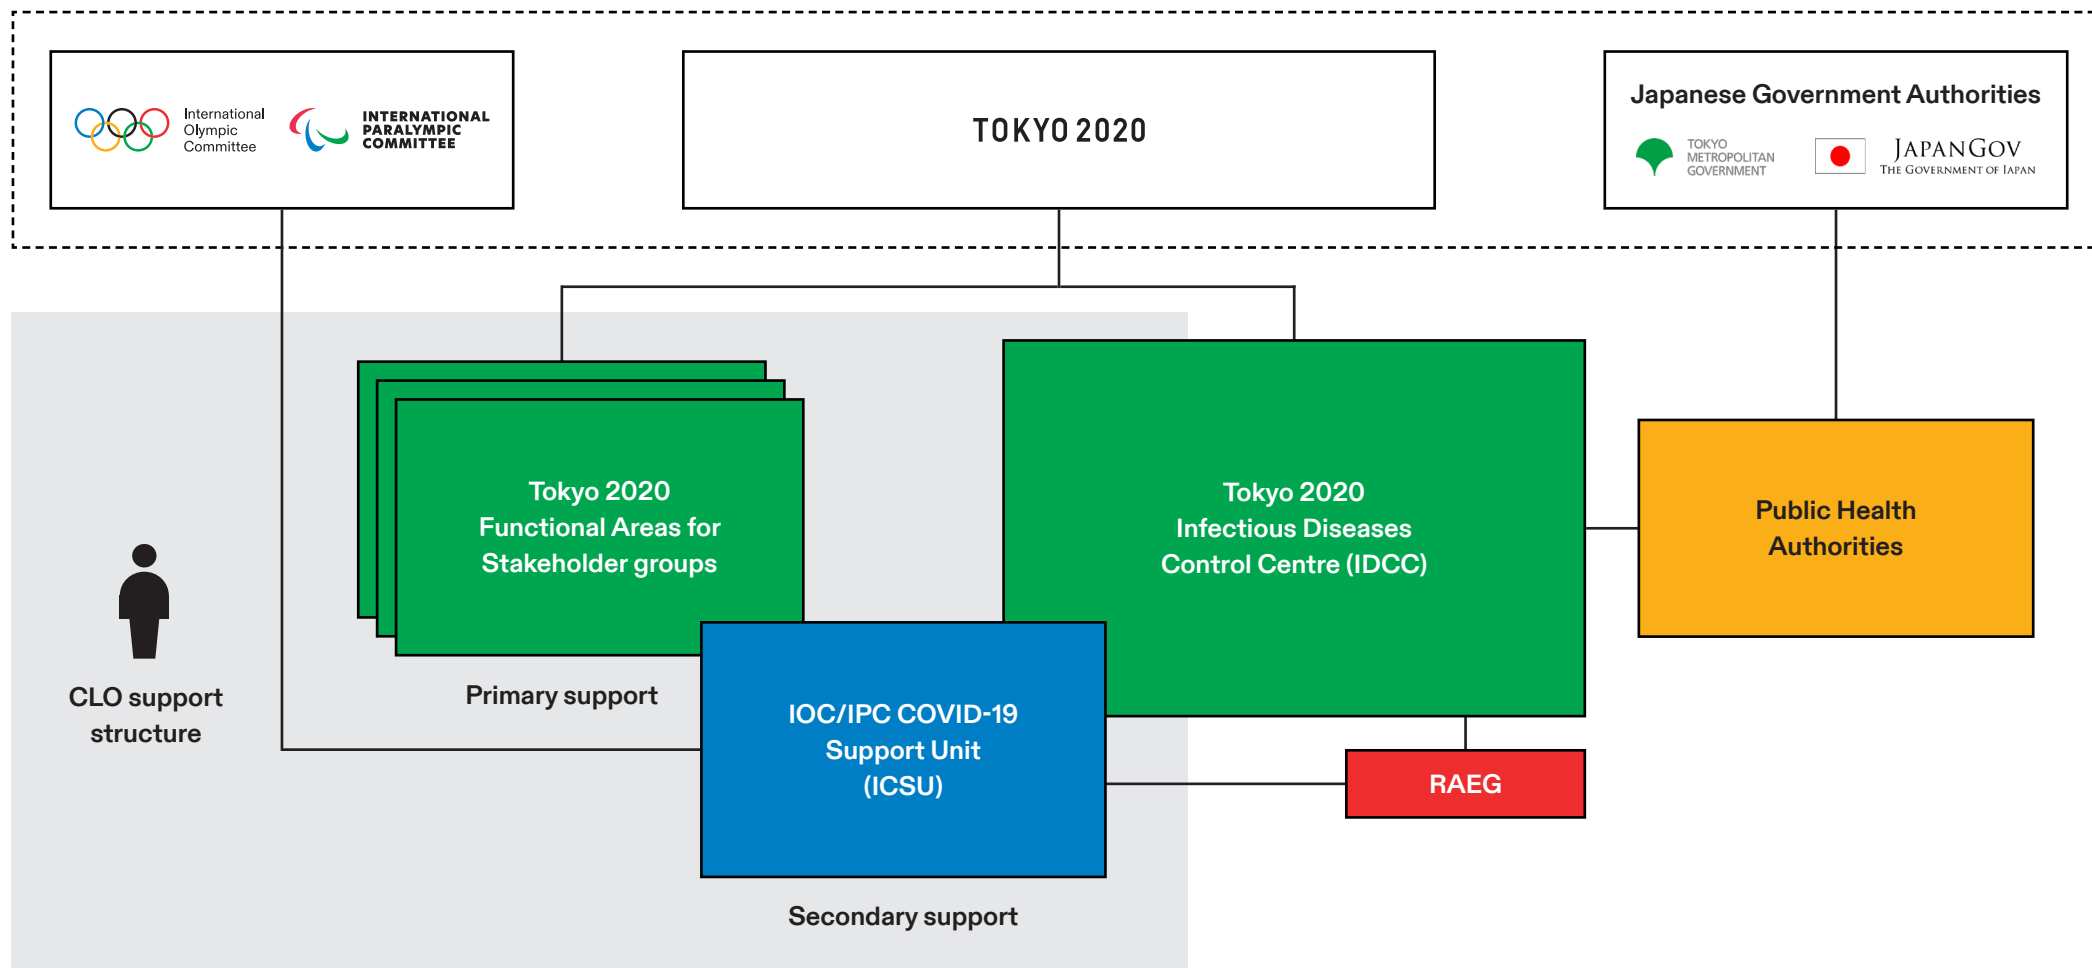 International
Olympic
Committee
INTERNATIONAL
PARALYMPIC
COMMITTEE
TOKYO 2020
Japanese Government Authorities
TOKYO
METROPOLITAN
GOVERNMENT
JAPANGOV
THE GOVERNMENT OF JAPAN
Tokyo 2020
Functional Areas for
Stakeholder groups
Tokyo 2020
Infectious Diseases
Control Centre (IDCC)
Public Health
Authorities
CLO support
structure
Primary support
IOC/IPC COVID-19
Support Unit
(ICSU)
RAEG
Secondary support